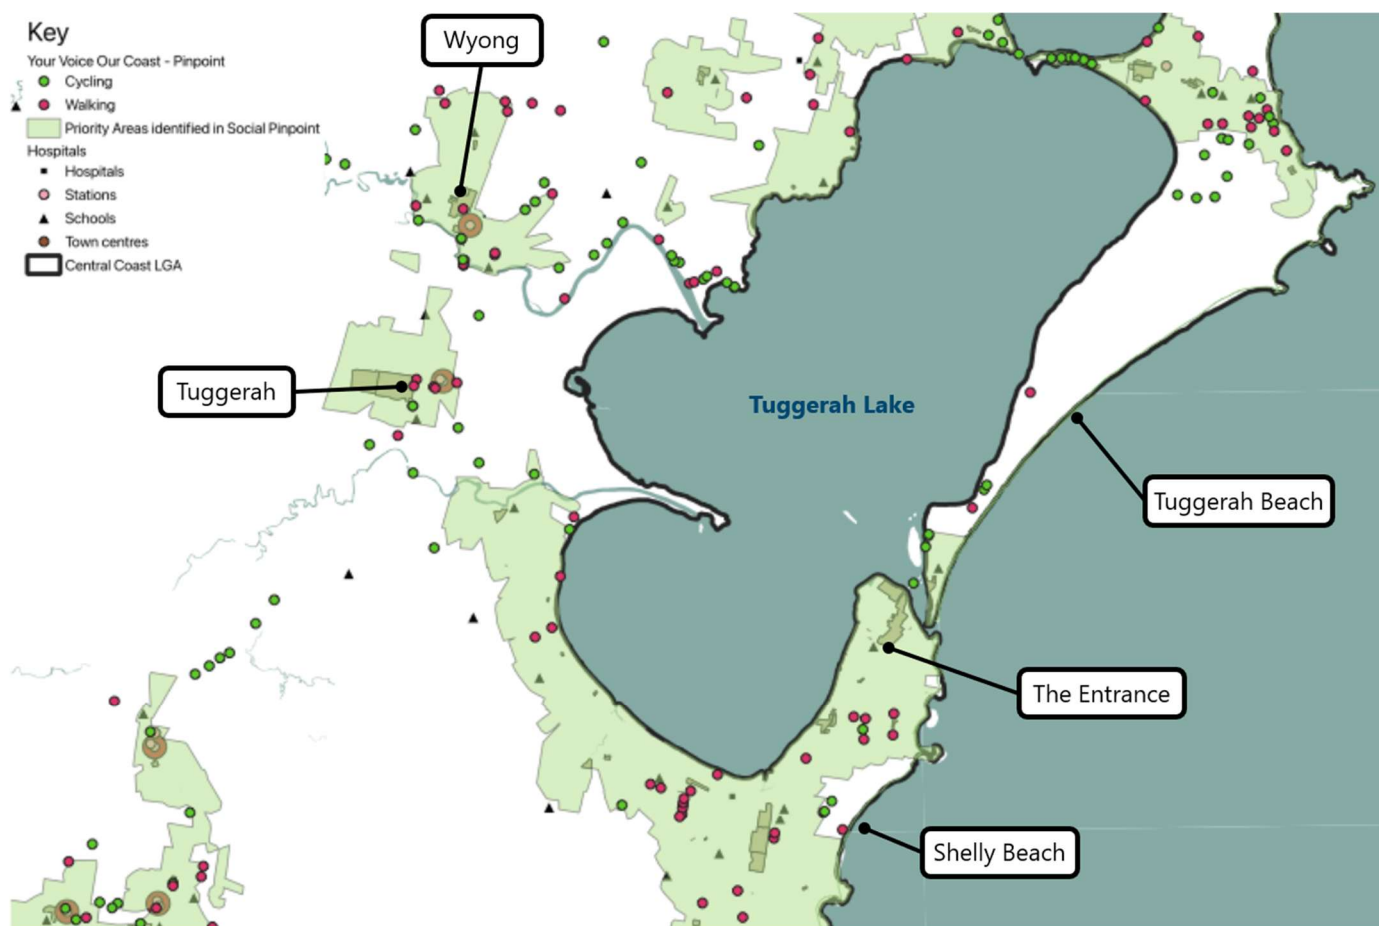 Key
Your Voice Our Coast - Pinpoint
Cycling
Walking
Priority Areas identified in Social Pinpoint
Hospitals
Hospitals
Stations
Schools
Town centres
Central Coast LGA
Wyong
Tuggerah
Tuggerah Lake
Tuggerah Beach
The Entrance
Shelly Beach